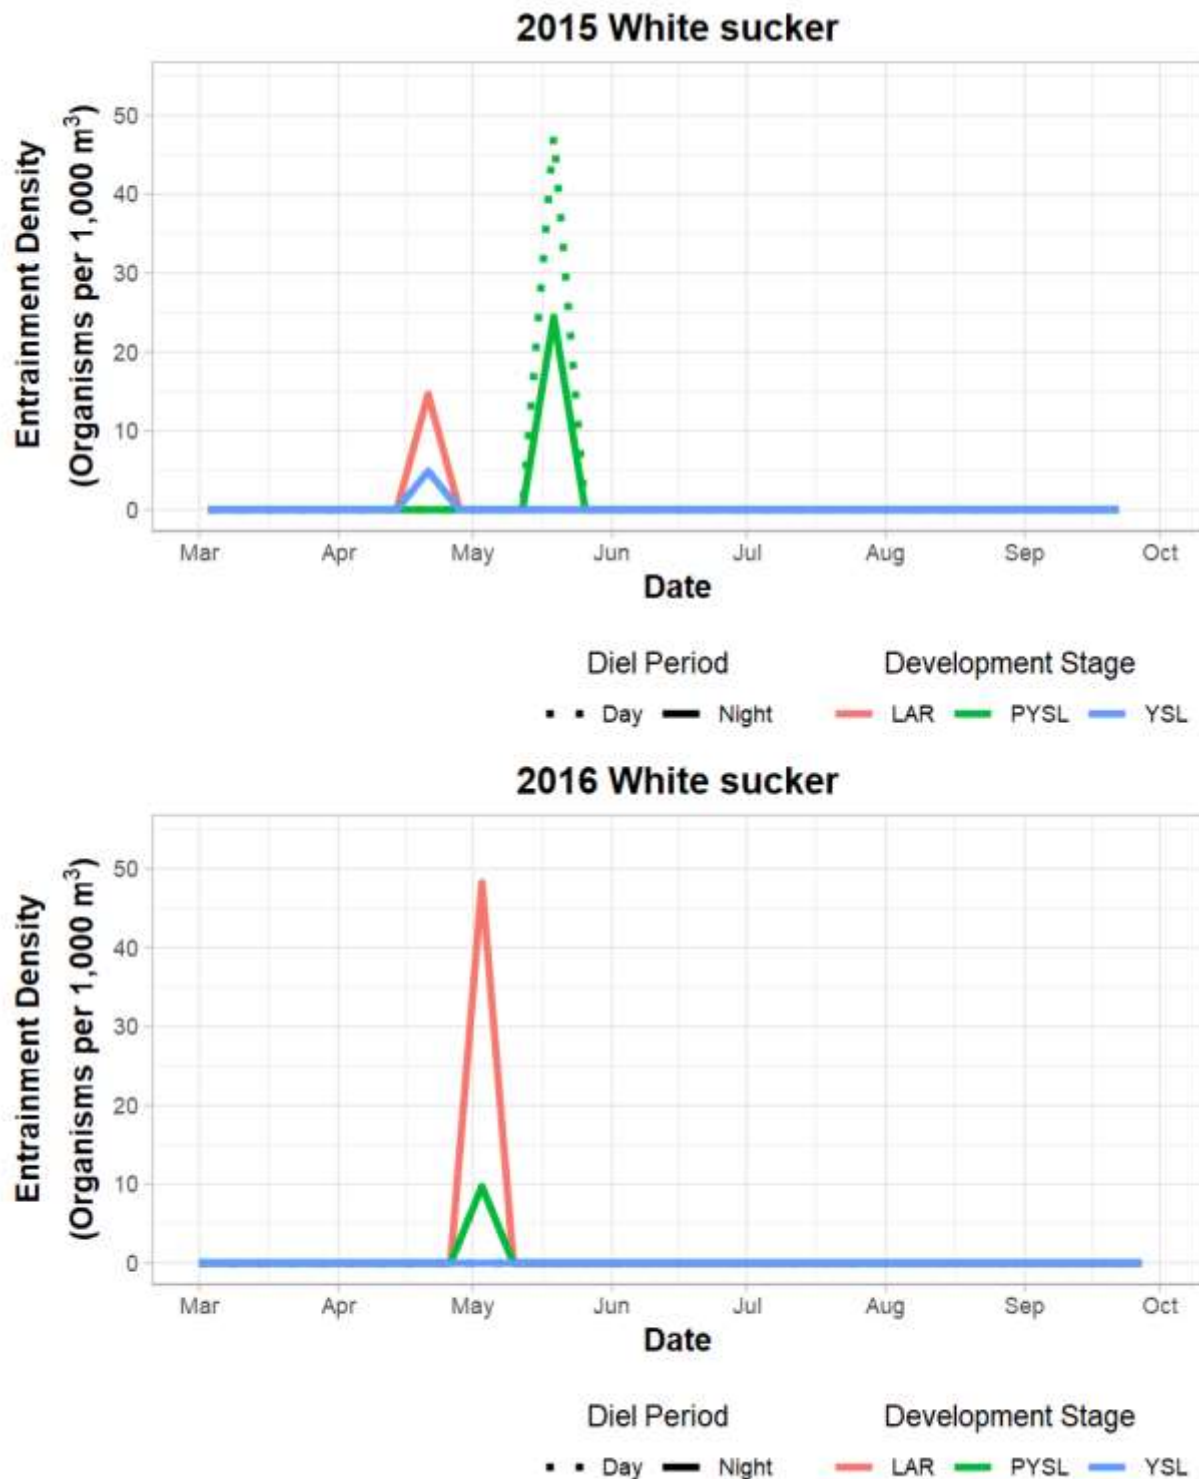 2015 White sucker
Entrainment Density
(Organisms per 1,000 m³)
50
40
30
20
10
0
Mar Apr May Jun Jul Aug Sep Oct
Date
Diel Period Development Stage
Day Night LAR PYSL YSL
2016 White sucker
Entrainment Density
(Organisms per 1,000 m³)
50
40
30
20
10
0
Mar Apr May Jun Jul Aug Sep Oct
Date
Diel Period Development Stage
Day Night LAR PYSL YSL